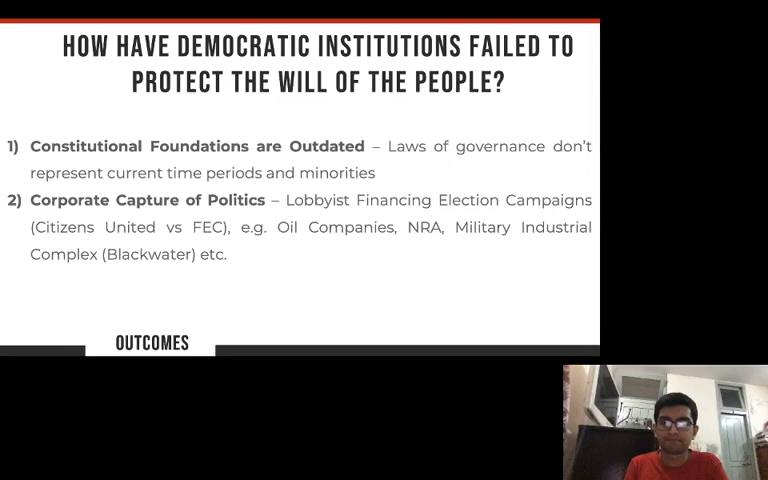 HOW HAVE DEMOCRATIC INSTITUTIONS FAILED TO
PROTECT THE WILL OF THE PEOPLE?
1) Constitutional Foundations are Outdated – Laws of governance don't
represent current time periods and minorities
2) Corporate Capture of Politics – Lobbyist Financing Election Campaigns
(Citizens United vs FEC), e.g. Oil Companies, NRA, Military Industrial
Complex (Blackwater) etc.
OUTCOMES